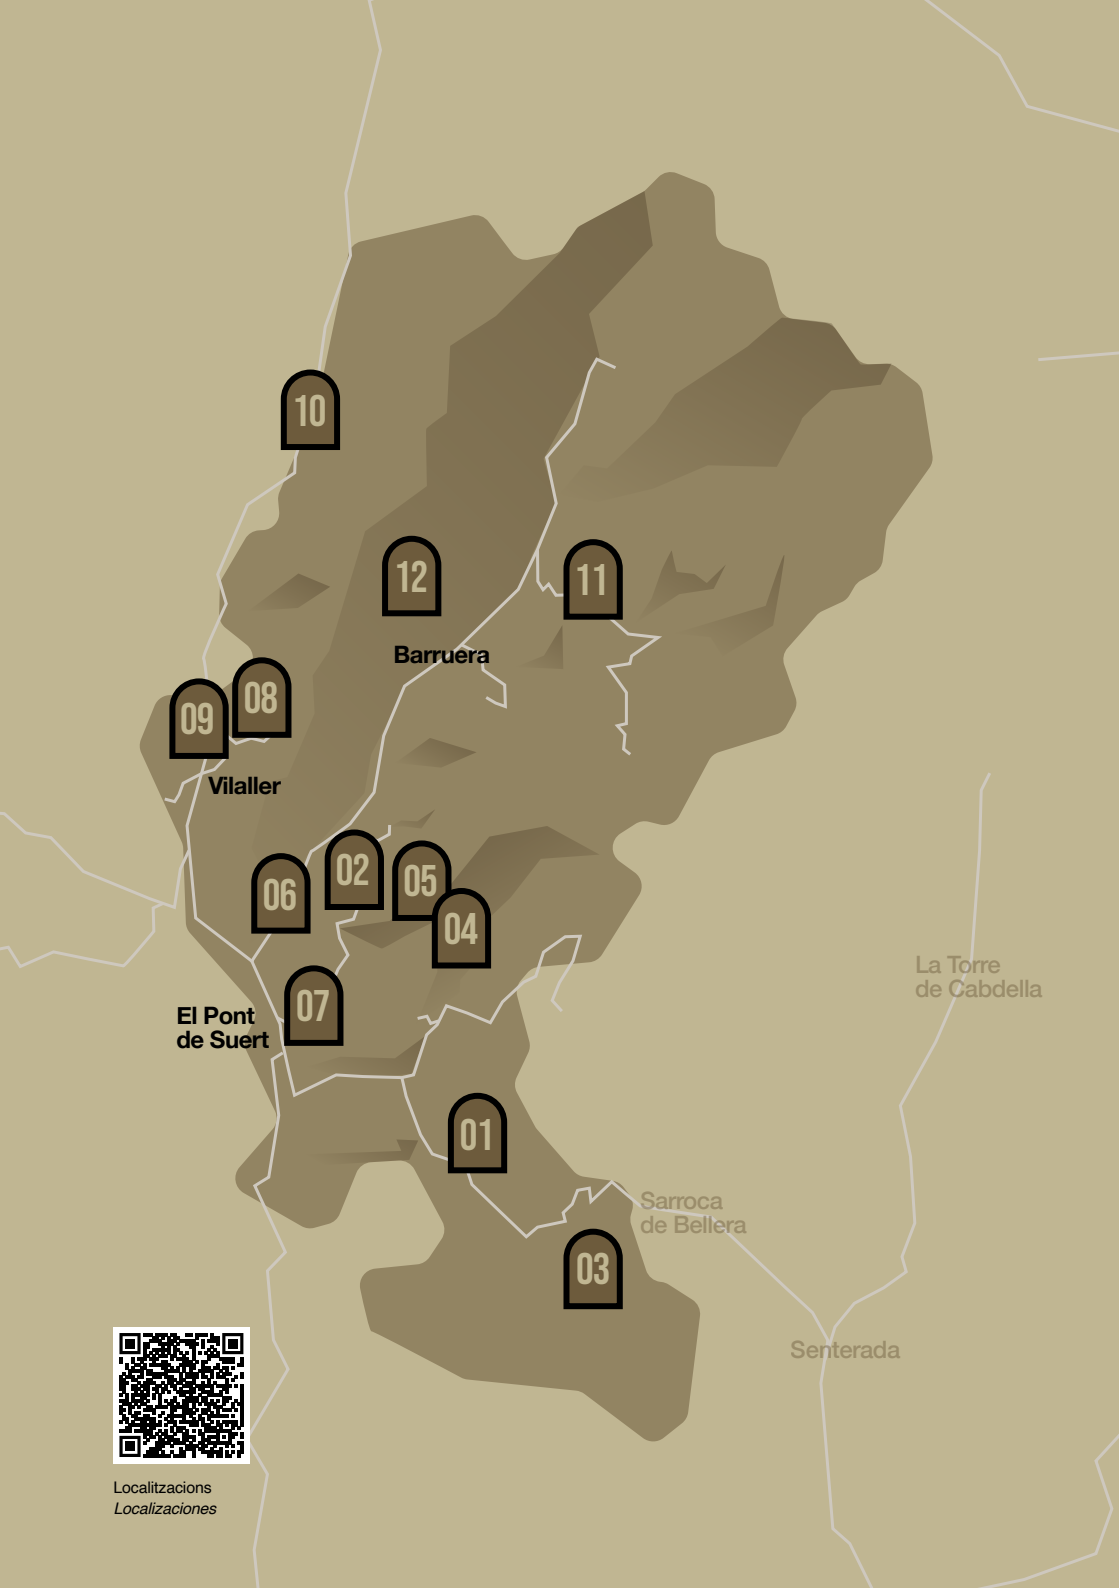 10
12
11
Barruera
08
09
Vilaller
02
05
06
04
La Torre
de Cabdella
07
El Pont
de Suert
01
Sarroca
de Bellera
03
Senterada
Localitzacions
Localizaciones